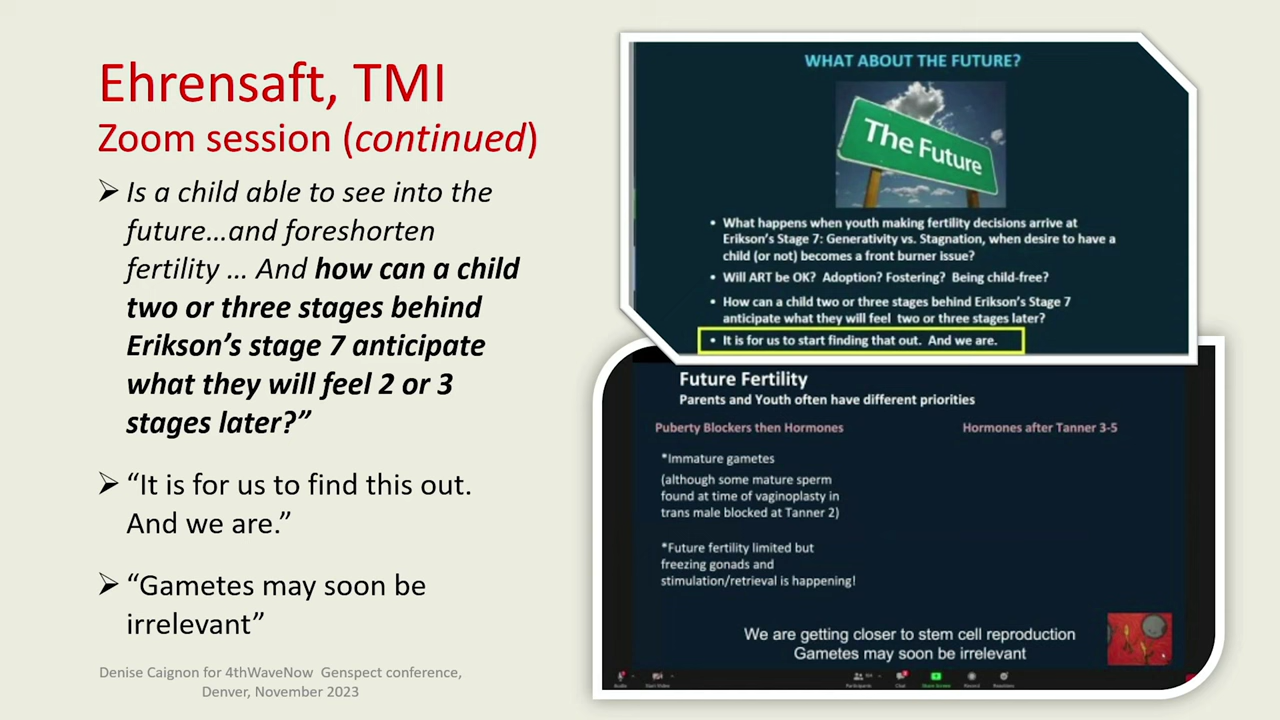 Ehrensaft, TMI
Zoom session (continued)
➢ Is a child able to see into the
future…and foreshorten
fertility … And how can a child
two or three stages behind
Erikson’s stage 7 anticipate
what they will feel 2 or 3
stages later?”
➢ “It is for us to find this out.
And we are.”
➢ “Gametes may soon be
irrelevant”
Denise Caignon for 4thWaveNow Genspect conference,
Denver, November 2023
WHAT ABOUT THE FUTURE?
The Future
• What happens when youth making fertility decisions arrive at
Erikson’s Stage 7: Generativity vs. Stagnation, when desire to have a
child (or not) becomes a front burner issue?
• Will ART be OK? Adoption? Fostering? Being child-free?
• How can a child two or three stages behind Erikson’s Stage 7
anticipate what they will feel two or three stages later?
• It is for us to start finding that out. And we are.
Future Fertility
Parents and Youth often have different priorities
Puberty Blockers then Hormones
Hormones after Tanner 3-5
*Immature gametes
(although some mature sperm
found at time of vaginoplasty in
trans male blocked at Tanner 2)
*Future fertility limited but
freezing gonads and
stimulation/retrieval is happening!
We are getting closer to stem cell reproduction
Gametes may soon be irrelevant
Audio
Start Video
Participants
Chat
Share Screen
Record
Reactions